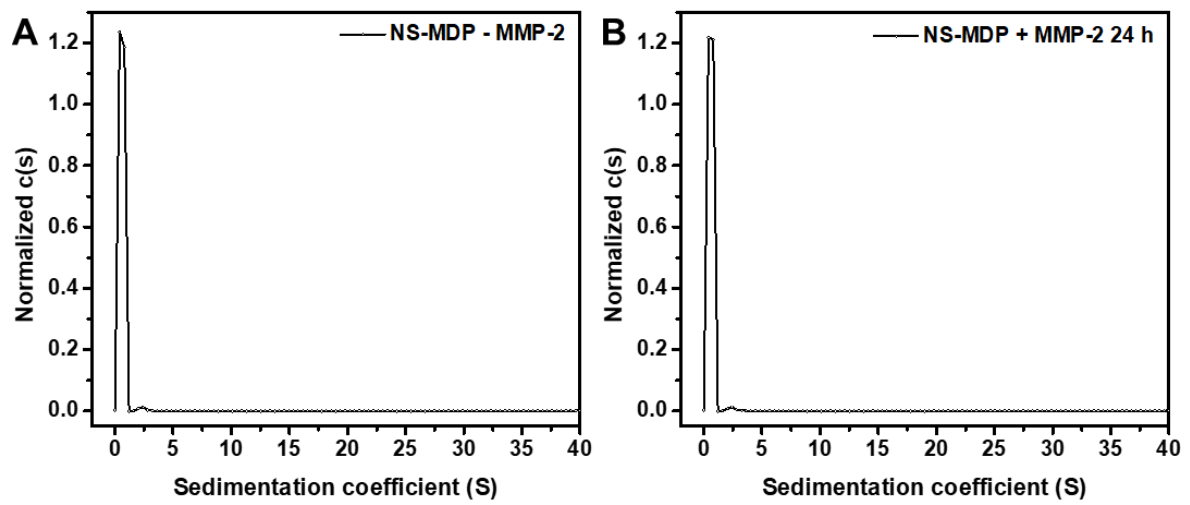 A
NS-MDP - MMP-2
Normalized c(s)
1.2
1.0
0.8
0.6
0.4
0.2
0.0
0 5 10 15 20 25 30 35 40
Sedimentation coefficient (S)
B
NS-MDP + MMP-2 24 h
Normalized c(s)
1.2
1.0
0.8
0.6
0.4
0.2
0.0
0 5 10 15 20 25 30 35 40
Sedimentation coefficient (S)